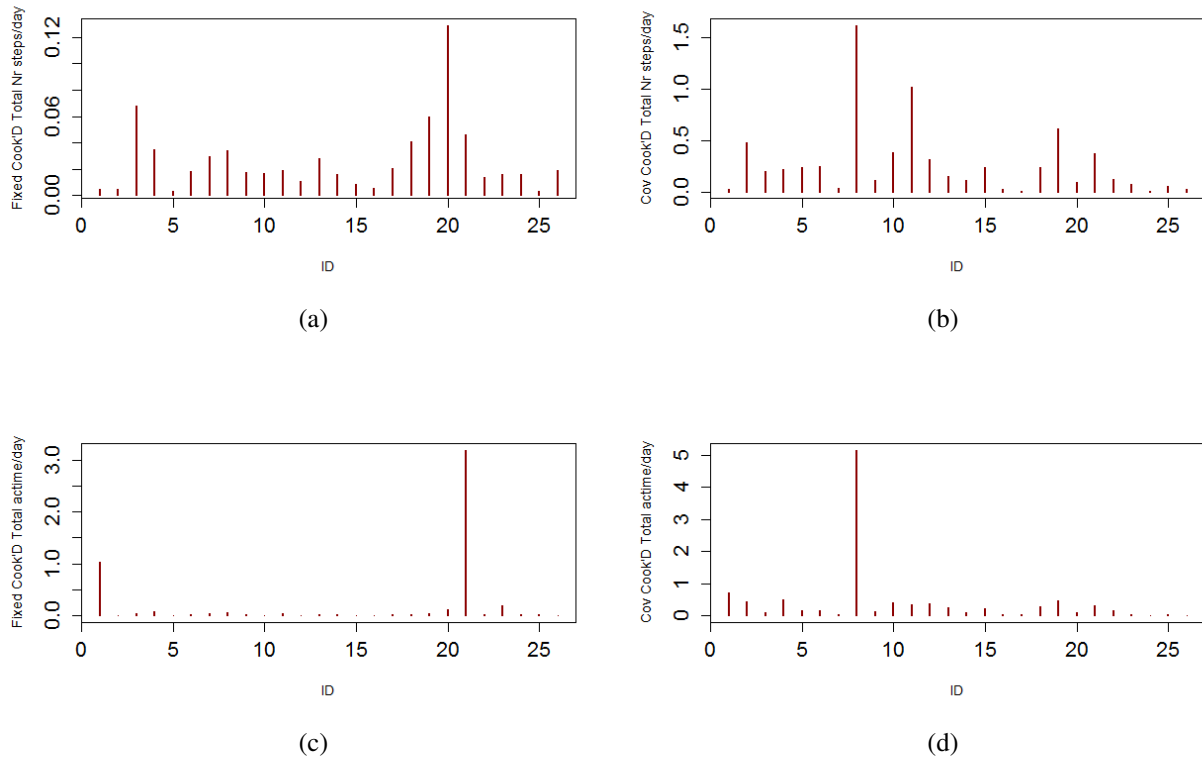 Fixed Cook'D Total Nr steps/day
0.12
0.06
0.00
0 5 10 15 20 25
ID
(a)
Cov Cook'D Total Nr steps/day
1.5
1.0
0.5
0.0
0 5 10 15 20 25
ID
(b)
Fixed Cook'D Total actime/day
3.0
2.0
1.0
0.0
0 5 10 15 20 25
ID
(c)
Cov Cook'D Total actime/day
5
4
3
2
1
0
0 5 10 15 20 25
ID
(d)